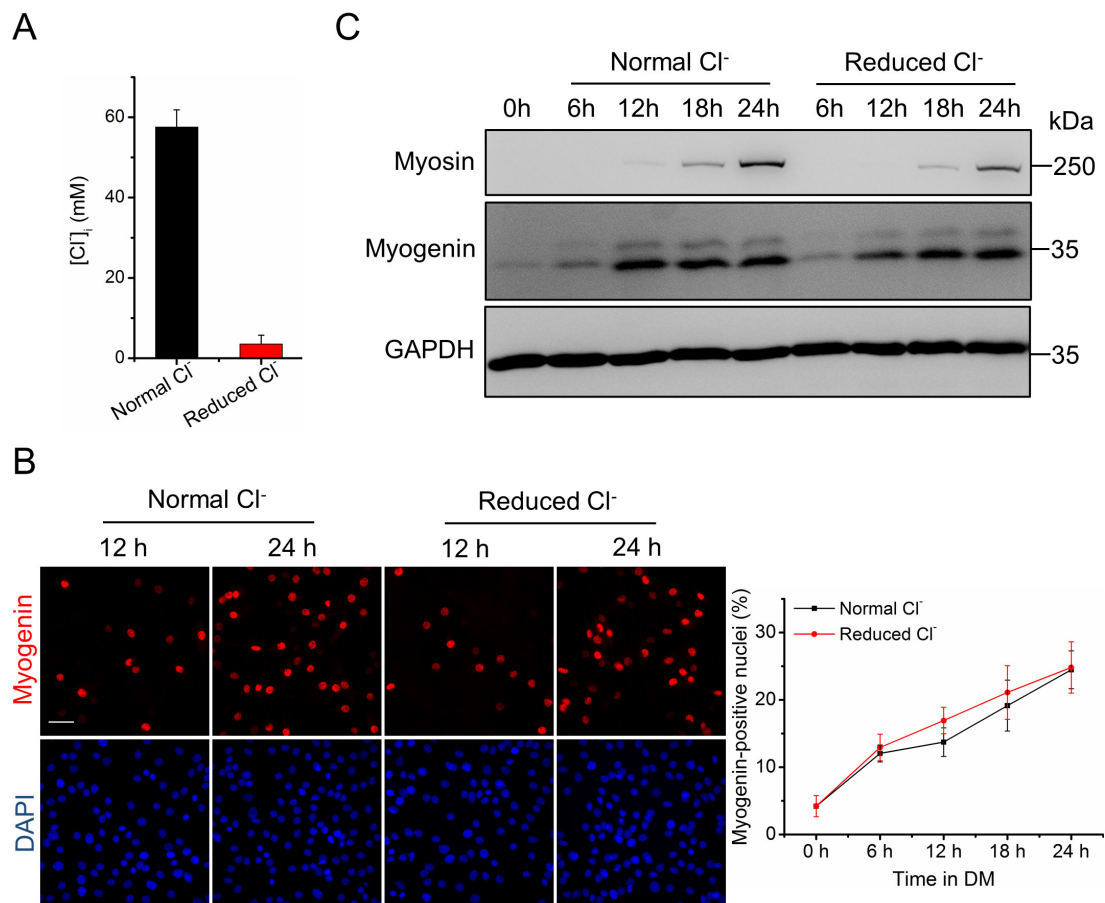 A
[Cl⁻]i (mM)
60
40
20
0
Normal Cl⁻
Reduced Cl⁻
C
Normal Cl⁻ Reduced Cl⁻
0h 6h 12h 18h 24h 6h 12h 18h 24h
kDa
Myosin
250
Myogenin
35
GAPDH
35
B
Normal Cl⁻ Reduced Cl⁻
12 h 24 h 12 h 24 h
Myogenin
DAPI
Myogenin-positive nuclei (%)
Normal Cl⁻
Reduced Cl⁻
30
20
10
0
0 h 6 h 12 h 18 h 24 h
Time in DM